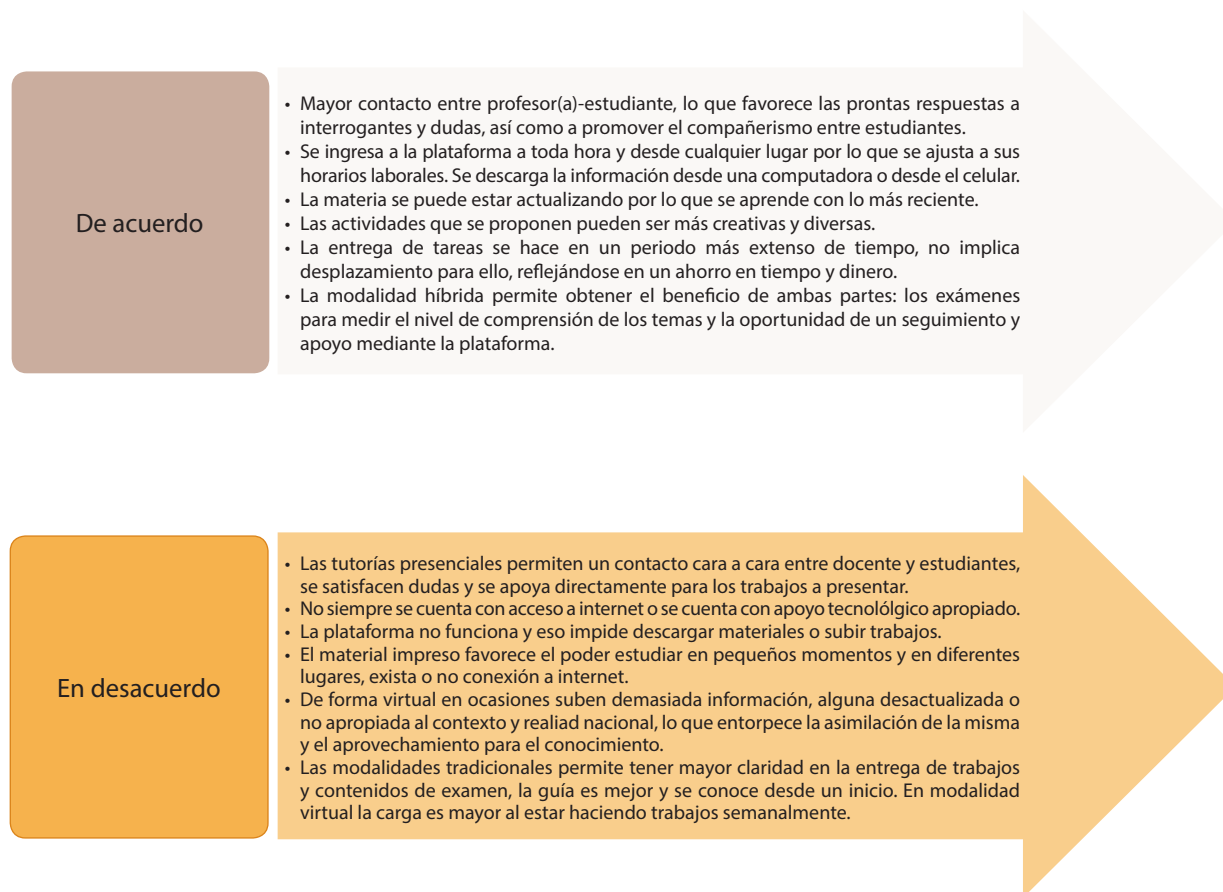 De acuerdo
• Mayor contacto entre profesor(a)-estudiante, lo que favorece las prontas respuestas a
interrogantes y dudas, así como a promover el compañerismo entre estudiantes.
• Se ingresa a la plataforma a toda hora y desde cualquier lugar por lo que se ajusta a sus
horarios laborales. Se descarga la información desde una computadora o desde el celular.
• La materia se puede estar actualizando por lo que se aprende con lo más reciente.
• Las actividades que se proponen pueden ser más creativas y diversas.
• La entrega de tareas se hace en un periodo más extenso de tiempo, no implica
desplazamiento para ello, reflejándose en un ahorro en tiempo y dinero.
• La modalidad híbrida permite obtener el beneficio de ambas partes: los exámenes
para medir el nivel de comprensión de los temas y la oportunidad de un seguimiento y
apoyo mediante la plataforma.
En desacuerdo
• Las tutorías presenciales permiten un contacto cara a cara entre docente y estudiantes,
se satisfacen dudas y se apoya directamente para los trabajos a presentar.
• No siempre se cuenta con acceso a internet o se cuenta con apoyo tecnolólgico apropiado.
• La plataforma no funciona y eso impide descargar materiales o subir trabajos.
• El material impreso favorece el poder estudiar en pequeños momentos y en diferentes
lugares, exista o no conexión a internet.
• De forma virtual en ocasiones suben demasiada información, alguna desactualizada o
no apropiada al contexto y realiad nacional, lo que entorpece la asimilación de la misma
y el aprovechamiento para el conocimiento.
• Las modalidades tradicionales permite tener mayor claridad en la entrega de trabajos
y contenidos de examen, la guía es mejor y se conoce desde un inicio. En modalidad
virtual la carga es mayor al estar haciendo trabajos semanalmente.